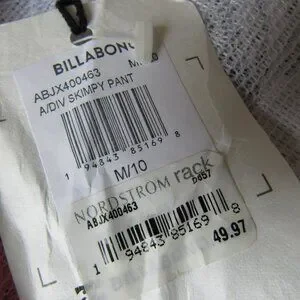 BILLABONG
ABJX400463 M/10
A/DIV SKIMPY PANT
1 94843 85169 8
M/10
NORDSTROM rack
ABJX400463
1 94843 85169 8
49.97